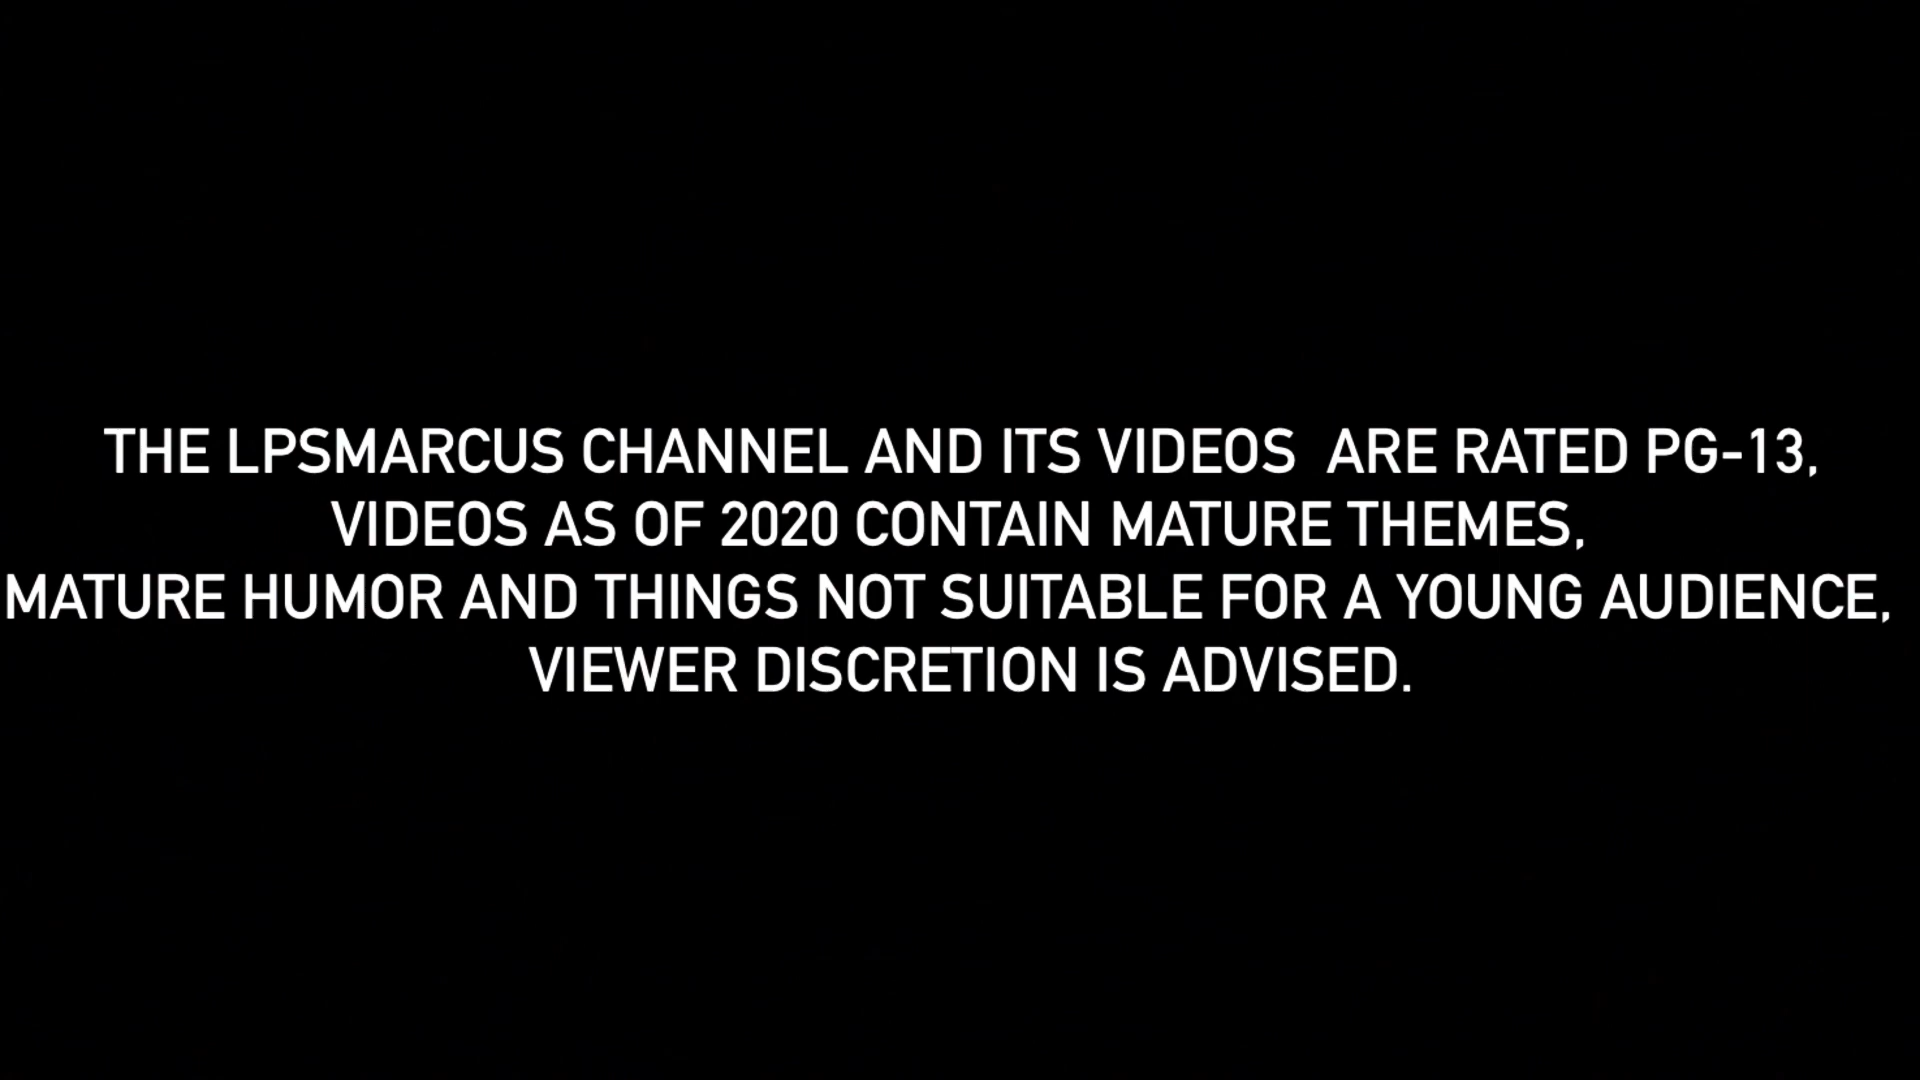 THE LPSMARCUS CHANNEL AND ITS VIDEOS  ARE RATED PG-13,
VIDEOS AS OF 2020 CONTAIN MATURE THEMES,
MATURE HUMOR AND THINGS NOT SUITABLE FOR A YOUNG AUDIENCE,
VIEWER DISCRETION IS ADVISED.